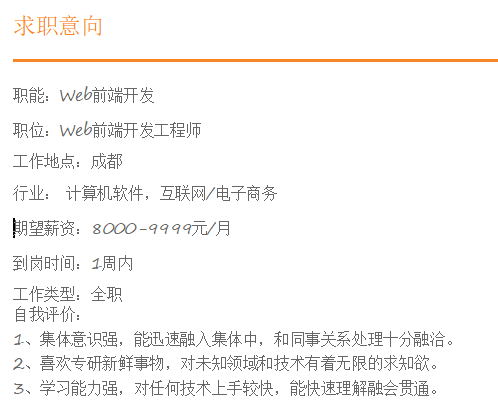 求职意向
职能：Web前端开发
职位：Web前端开发工程师
工作地点：成都
行业： 计算机软件，互联网/电子商务
期望薪资：8000-9999元/月
到岗时间：1周内
工作类型：全职
自我评价：
1、集体意识强，能迅速融入集体中，和同事关系处理十分融洽。
2、喜欢专研新鲜事物，对未知领域和技术有着无限的求知欲。
3、学习能力强，对任何技术上手较快，能快速理解融会贯通。